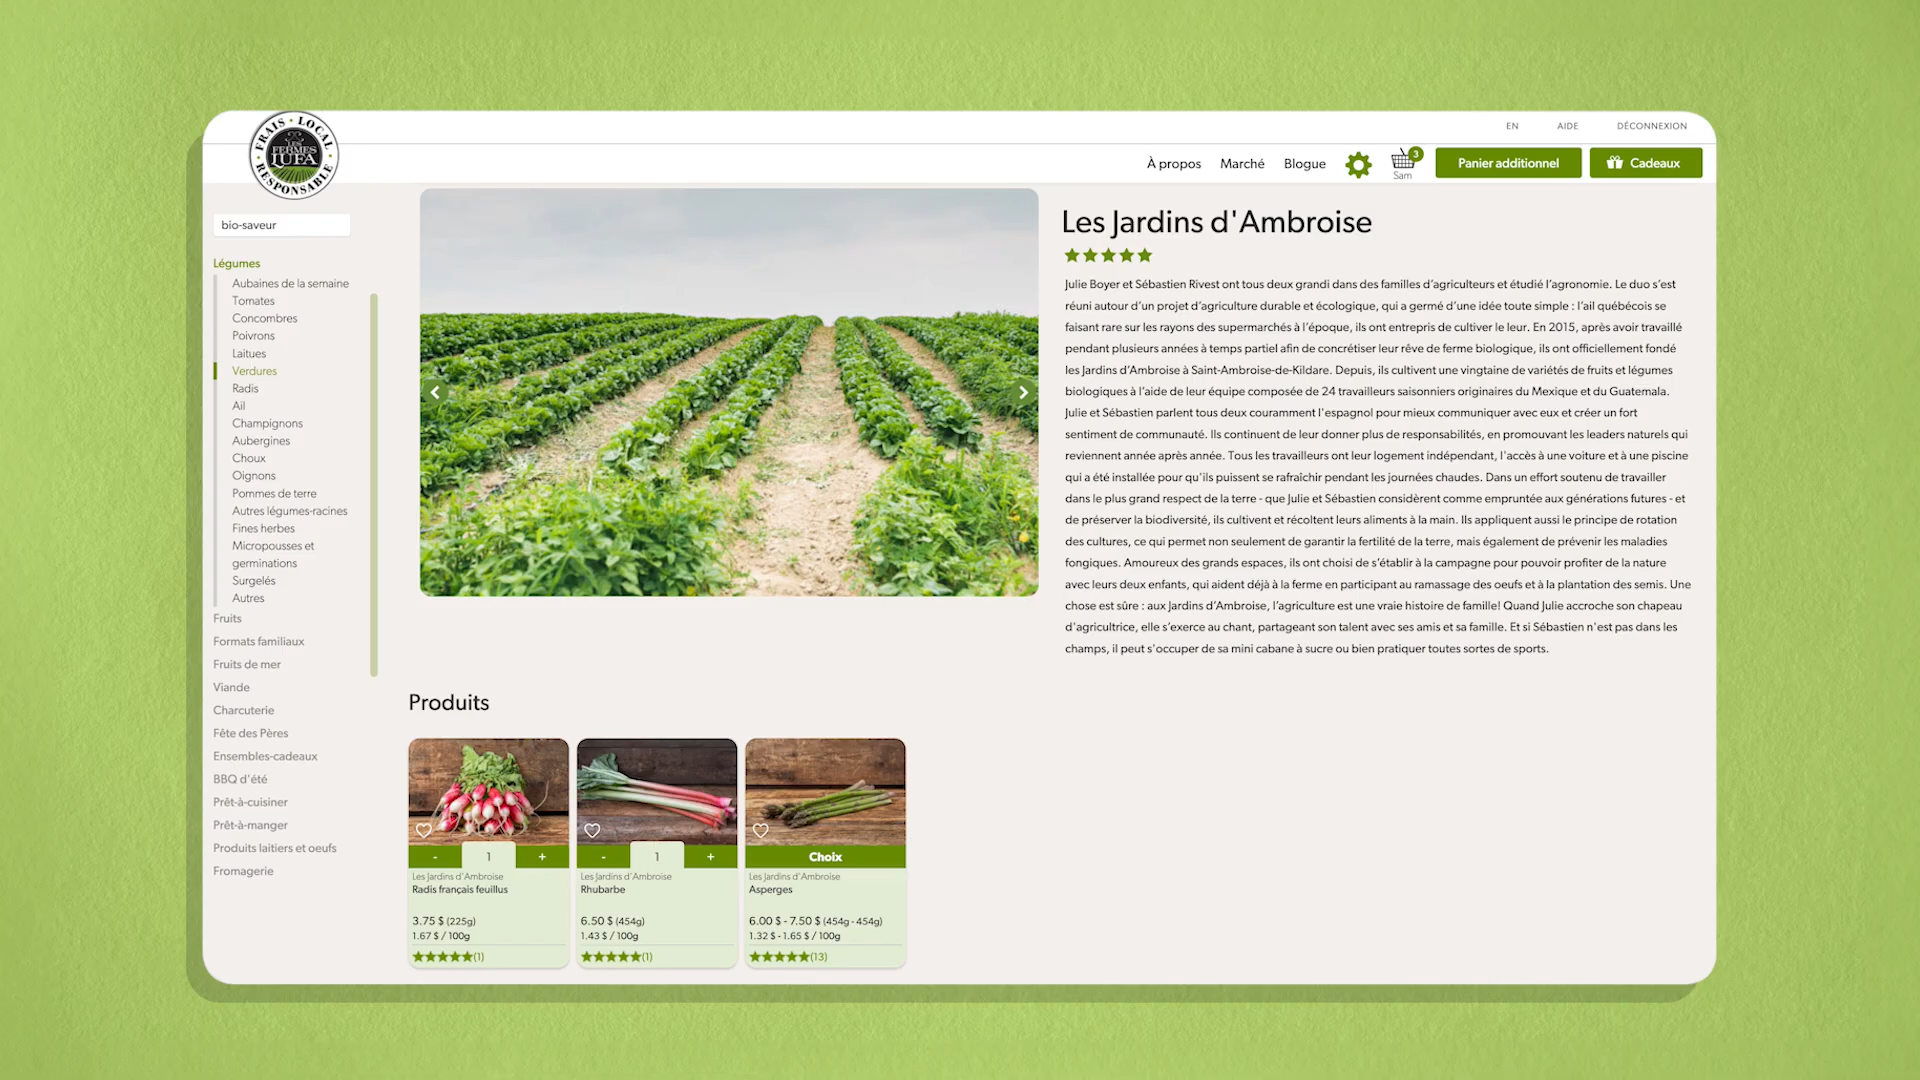 FRAIS · LOCAL
LES
FERMES
LUFA
RESPONSABLE
EN
AIDE
DÉCONNEXION
À propos
Marché
Blogue
3
Sam
Panier additionnel
Cadeaux
bio-saveur
Légumes
Aubaines de la semaine
Tomates
Concombres
Poivrons
Laitues
Verdures
Radis
Ail
Champignons
Aubergines
Choux
Oignons
Pommes de terre
Autres légumes-racines
Fines herbes
Micropousses et
germinations
Surgelés
Autres
Fruits
Formats familiaux
Fruits de mer
Viande
Charcuterie
Fête des Pères
Ensembles-cadeaux
BBQ d'été
Prêt-à-cuisiner
Prêt-à-manger
Produits laitiers et oeufs
Fromagerie
Les Jardins d'Ambroise
Julie Boyer et Sébastien Rivest ont tous deux grandi dans des familles d’agriculteurs et étudié l’agronomie. Le duo s’est
réuni autour d’un projet d’agriculture durable et écologique, qui a germé d’une idée toute simple : l’ail québécois se
faisant rare sur les rayons des supermarchés à l’époque, ils ont entrepris de cultiver le leur. En 2015, après avoir travaillé
pendant plusieurs années à temps partiel afin de concrétiser leur rêve de ferme biologique, ils ont officiellement fondé
les Jardins d’Ambroise à Saint-Ambroise-de-Kildare. Depuis, ils cultivent une vingtaine de variétés de fruits et légumes
biologiques à l’aide de leur équipe composée de 24 travailleurs saisonniers originaires du Mexique et du Guatemala.
Julie et Sébastien parlent tous deux couramment l'espagnol pour mieux communiquer avec eux et créer un fort
sentiment de communauté. Ils continuent de leur donner plus de responsabilités, en promouvant les leaders naturels qui
reviennent année après année. Tous les travailleurs ont leur logement indépendant, l'accès à une voiture et à une piscine
qui a été installée pour qu'ils puissent se rafraîchir pendant les journées chaudes. Dans un effort soutenu de travailler
dans le plus grand respect de la terre - que Julie et Sébastien considèrent comme empruntée aux générations futures - et
de préserver la biodiversité, ils cultivent et récoltent leurs aliments à la main. Ils appliquent aussi le principe de rotation
des cultures, ce qui permet non seulement de garantir la fertilité de la terre, mais également de prévenir les maladies
fongiques. Amoureux des grands espaces, ils ont choisi de s’établir à la campagne pour pouvoir profiter de la nature
avec leurs deux enfants, qui aident déjà à la ferme en participant au ramassage des oeufs et à la plantation des semis. Une
chose est sûre : aux Jardins d’Ambroise, l’agriculture est une vraie histoire de famille! Quand Julie accroche son chapeau
d'agricultrice, elle s’exerce au chant, partageant son talent avec ses amis et sa famille. Et si Sébastien n'est pas dans les
champs, il peut s'occuper de sa mini cabane à sucre ou bien pratiquer toutes sortes de sports.
Produits
- 1 +
Les Jardins d'Ambroise
Radis français feuillus
3.75 $ (225g)
1.67 $ / 100g
(1)
- 1 +
Les Jardins d'Ambroise
Rhubarbe
6.50 $ (454g)
1.43 $ / 100g
(1)
Choix
Les Jardins d'Ambroise
Asperges
6.00 $ - 7.50 $ (454g - 454g)
1.32 $ - 1.65 $ / 100g
(13)